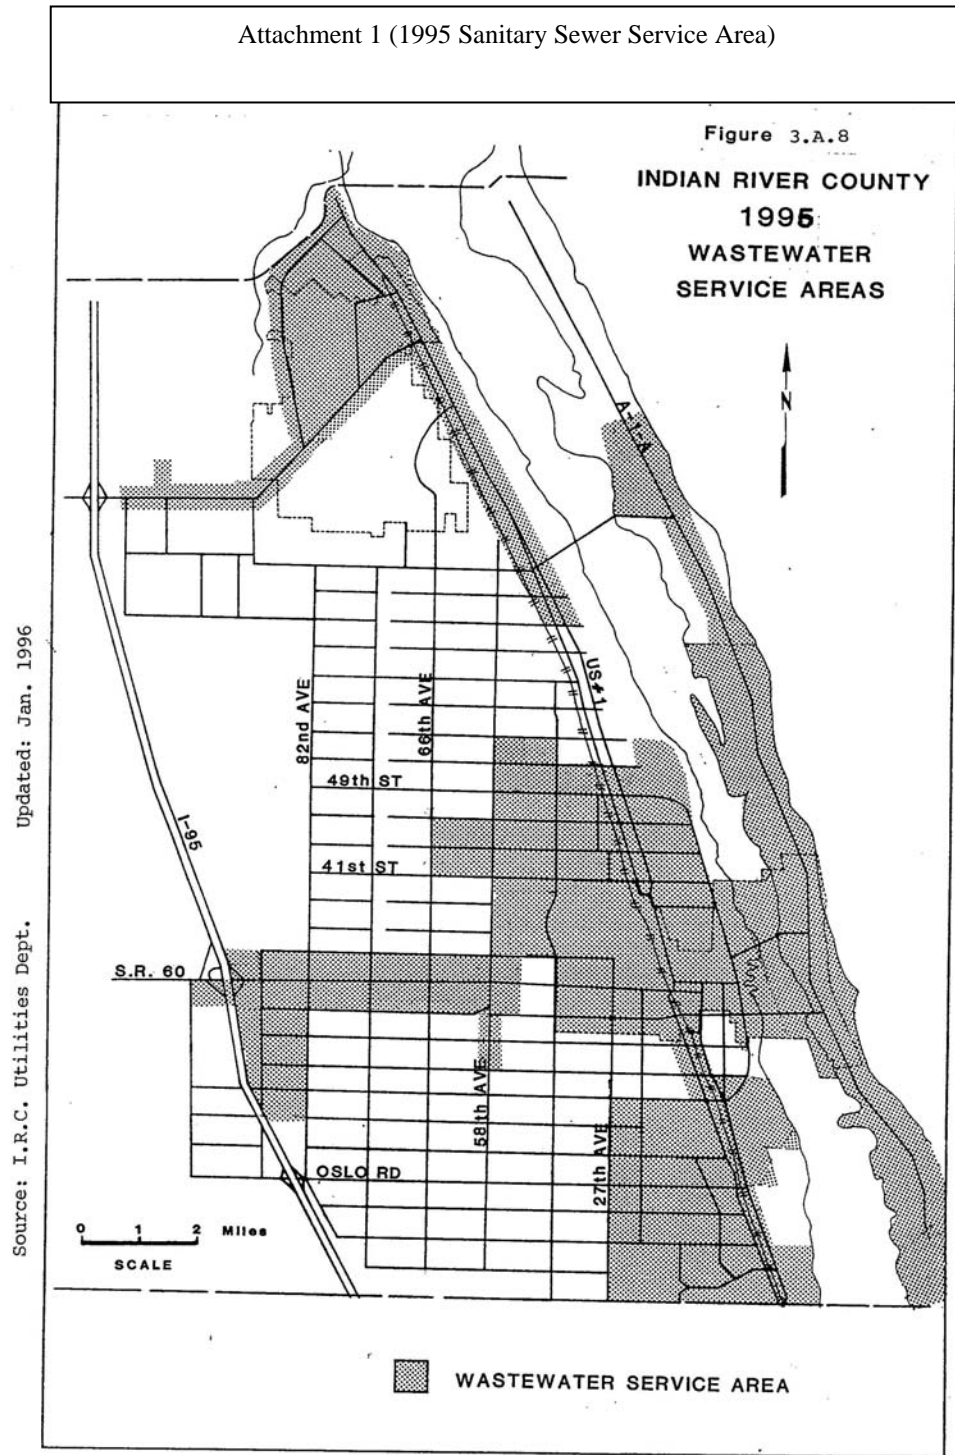 Attachment 1 (1995 Sanitary Sewer Service Area)
Figure 3.A.8
INDIAN RIVER COUNTY
1995
WASTEWATER
SERVICE AREAS
N
A-1-A
US#1
82nd AVE
66th AVE
49th ST
41st ST
I-95
S.R. 60
58th AVE
27th AVE
OSLO RD
0 1 2 Miles
SCALE
WASTEWATER SERVICE AREA
Source: I.R.C. Utilities Dept. Updated: Jan. 1996